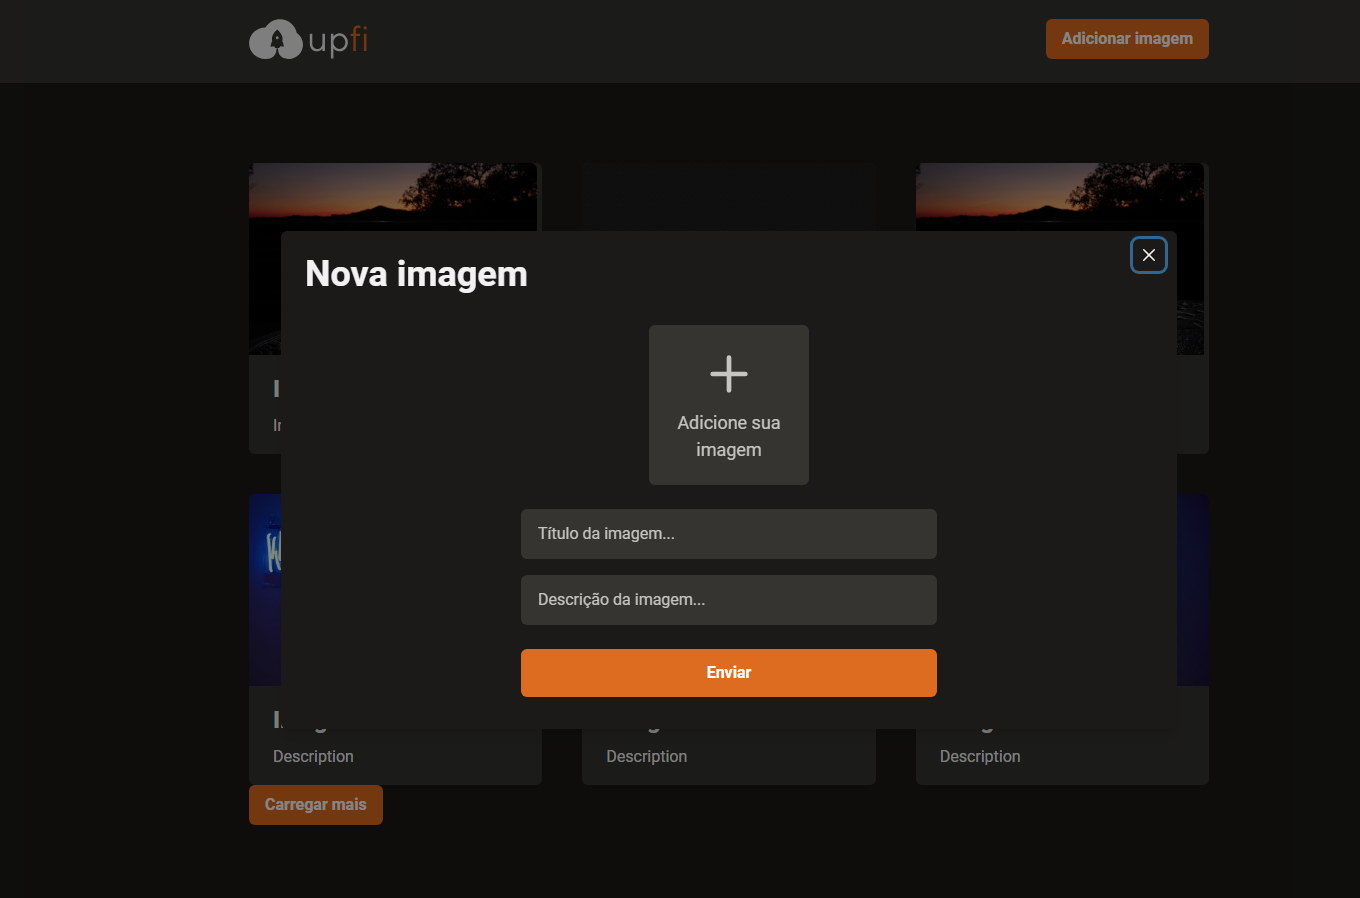 upfi
Adicionar imagem
Nova imagem
Adicione sua
imagem
Título da imagem...
Descrição da imagem...
Enviar
Description
Description
Description
Carregar mais